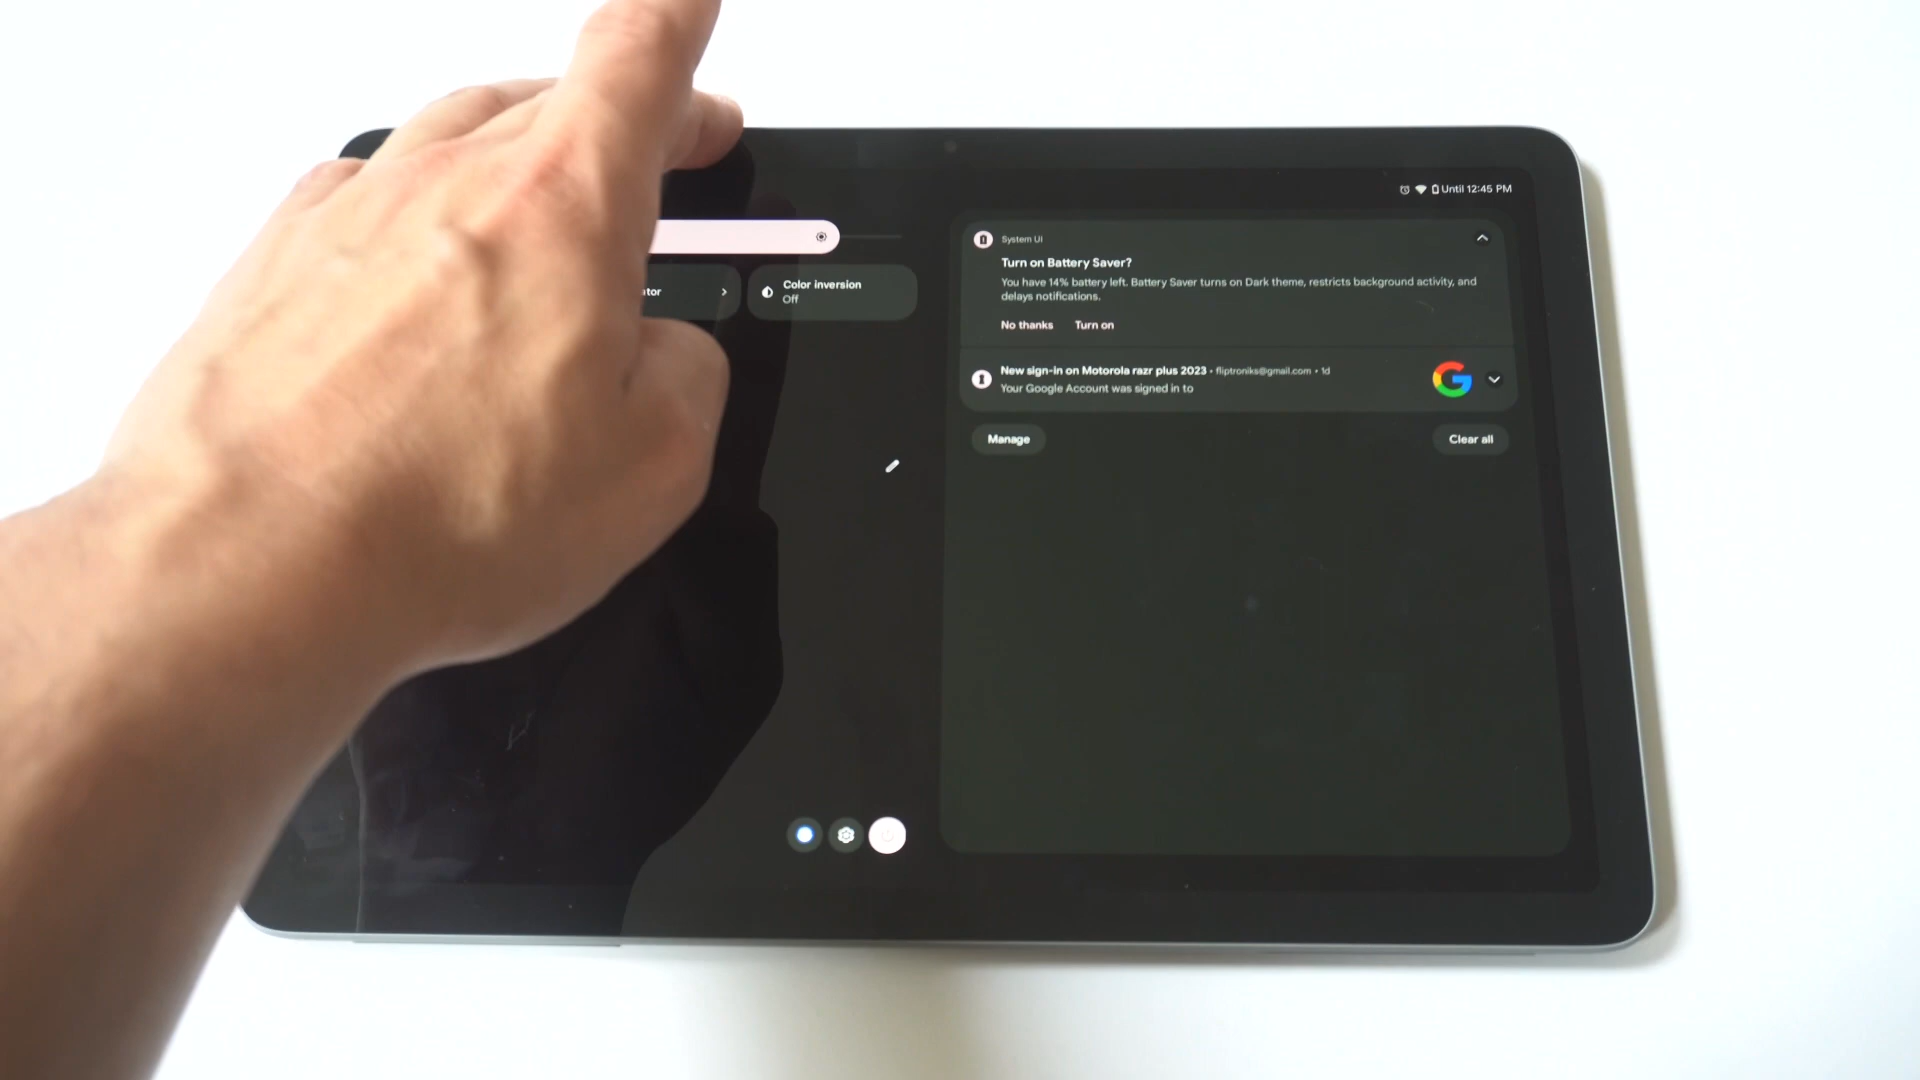 Until 12:45 PM
tor
Color inversion
Off
System UI
Turn on Battery Saver?
You have 14% battery left. Battery Saver turns on Dark theme, restricts background activity, and
delays notifications.
No thanks Turn on
New sign-in on Motorola razr plus 2023 • fliptroniks@gmail.com • 1d
Your Google Account was signed in to
Manage Clear all